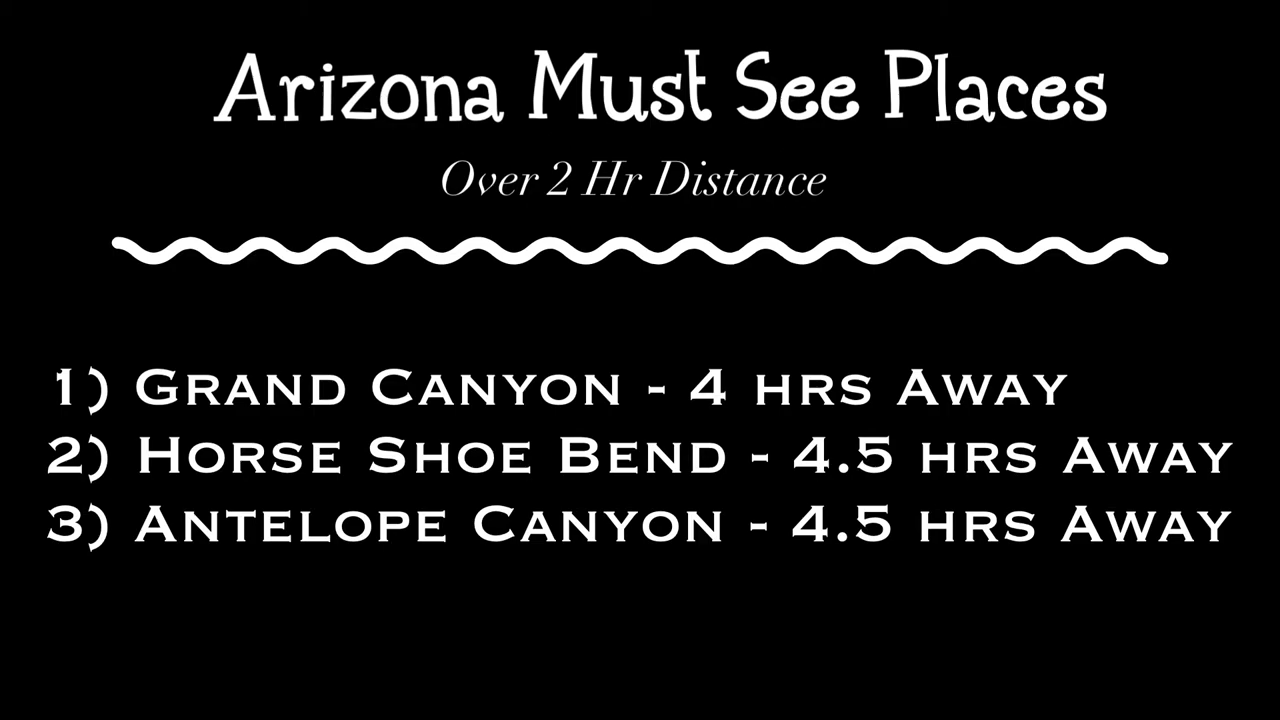 Arizona Must See Places
Over 2 Hr Distance
1) Grand Canyon - 4 hrs Away
2) Horse Shoe Bend - 4.5 hrs Away
3) Antelope Canyon - 4.5 hrs Away